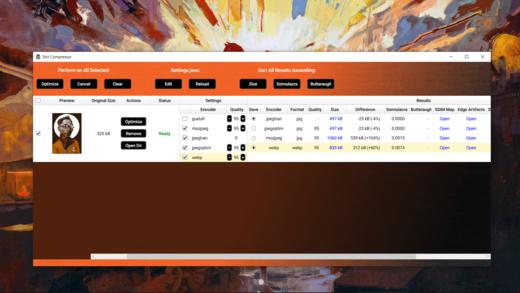 Shit Compressor
Perform on All Selected: Settings.json: Sort All Results Ascending:
Optimize Cancel Clear Edit Reload Size Ssimulacra Butteraugli
Preview Original Size Actions Status Settings Results
Encoder Quality Save Encoder Format Quality Size Difference Ssimulacra Butteraugli SSIM Map Edge Artifacts
520 kB Optimize Remove Open Dir Ready
guetzli 95 jpegtran jpg - 497 kB -23 kB (-4%) 0.0000 - Open Open
mozjpeg 95 jpegoptim jpg 95 497 kB -23 kB (-4%) 0.0000 - Open Open
jpegtran 0 mozjpeg jpg 95 1060 kB 539 kB (+104%) 0.0015 - Open Open
jpegoptim 95 webp jpg 95 833 kB 312 kB (+60%) 0.0074 - Open Open
webp 95